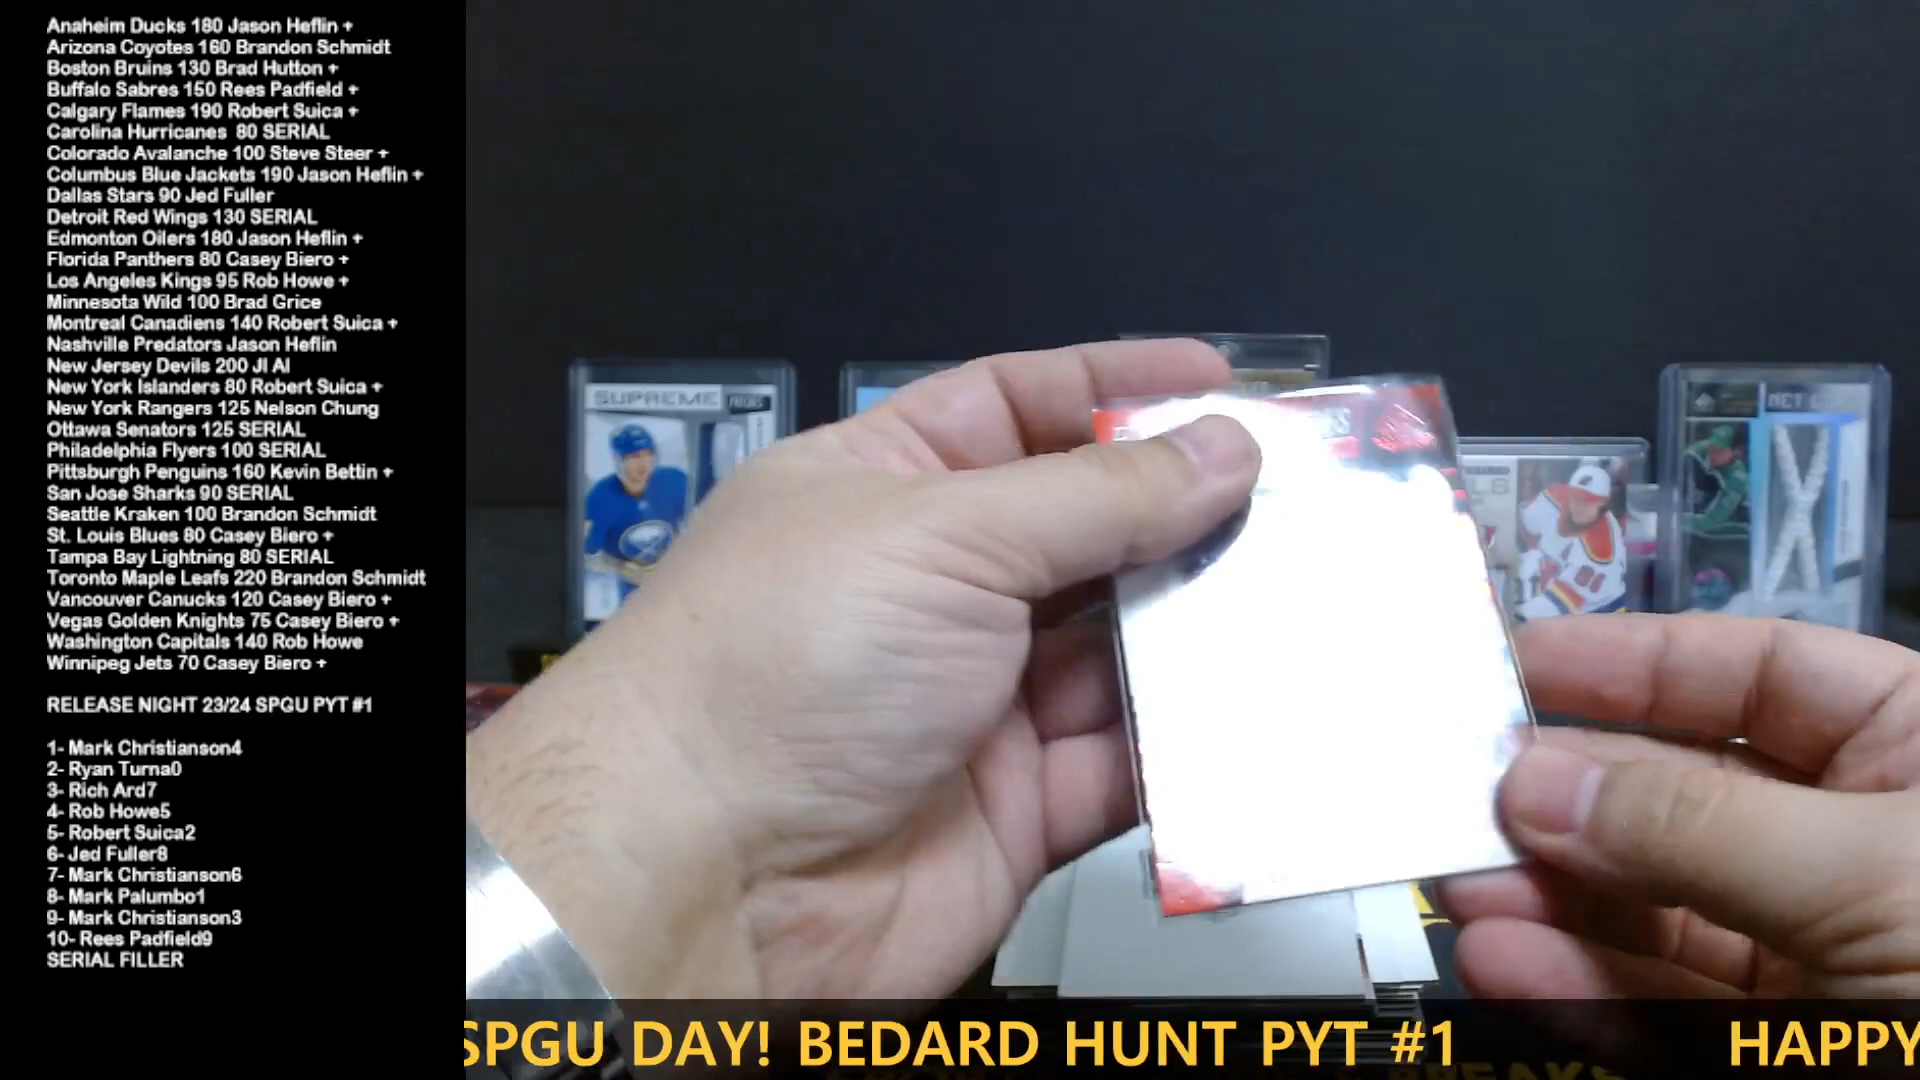 Anaheim Ducks 180 Jason Heflin +
Arizona Coyotes 160 Brandon Schmidt
Boston Bruins 130 Brad Hutton +
Buffalo Sabres 150 Rees Padfield +
Calgary Flames 190 Robert Suica +
Carolina Hurricanes 80 SERIAL
Colorado Avalanche 100 Steve Steer +
Columbus Blue Jackets 190 Jason Heflin +
Dallas Stars 90 Jed Fuller
Detroit Red Wings 130 SERIAL
Edmonton Oilers 180 Jason Heflin +
Florida Panthers 80 Casey Biero +
Los Angeles Kings 95 Rob Howe +
Minnesota Wild 100 Brad Grice
Montreal Canadiens 140 Robert Suica +
Nashville Predators Jason Heflin
New Jersey Devils 200 JI AI
New York Islanders 80 Robert Suica +
New York Rangers 125 Nelson Chung
Ottawa Senators 125 SERIAL
Philadelphia Flyers 100 SERIAL
Pittsburgh Penguins 160 Kevin Bettin +
San Jose Sharks 90 SERIAL
Seattle Kraken 100 Brandon Schmidt
St. Louis Blues 80 Casey Biero +
Tampa Bay Lightning 80 SERIAL
Toronto Maple Leafs 220 Brandon Schmidt
Vancouver Canucks 120 Casey Biero +
Vegas Golden Knights 75 Casey Biero +
Washington Capitals 140 Rob Howe
Winnipeg Jets 70 Casey Biero +
RELEASE NIGHT 23/24 SPGU PYT #1
1- Mark Christianson4
2- Ryan Turna0
3- Rich Ard7
4- Rob Howe5
5- Robert Suica2
6- Jed Fuller8
7- Mark Christianson6
8- Mark Palumbo1
9- Mark Christianson3
10- Rees Padfield9
SERIAL FILLER
SUPREME
SPGU DAY! BEDARD HUNT PYT #1
HAPPY